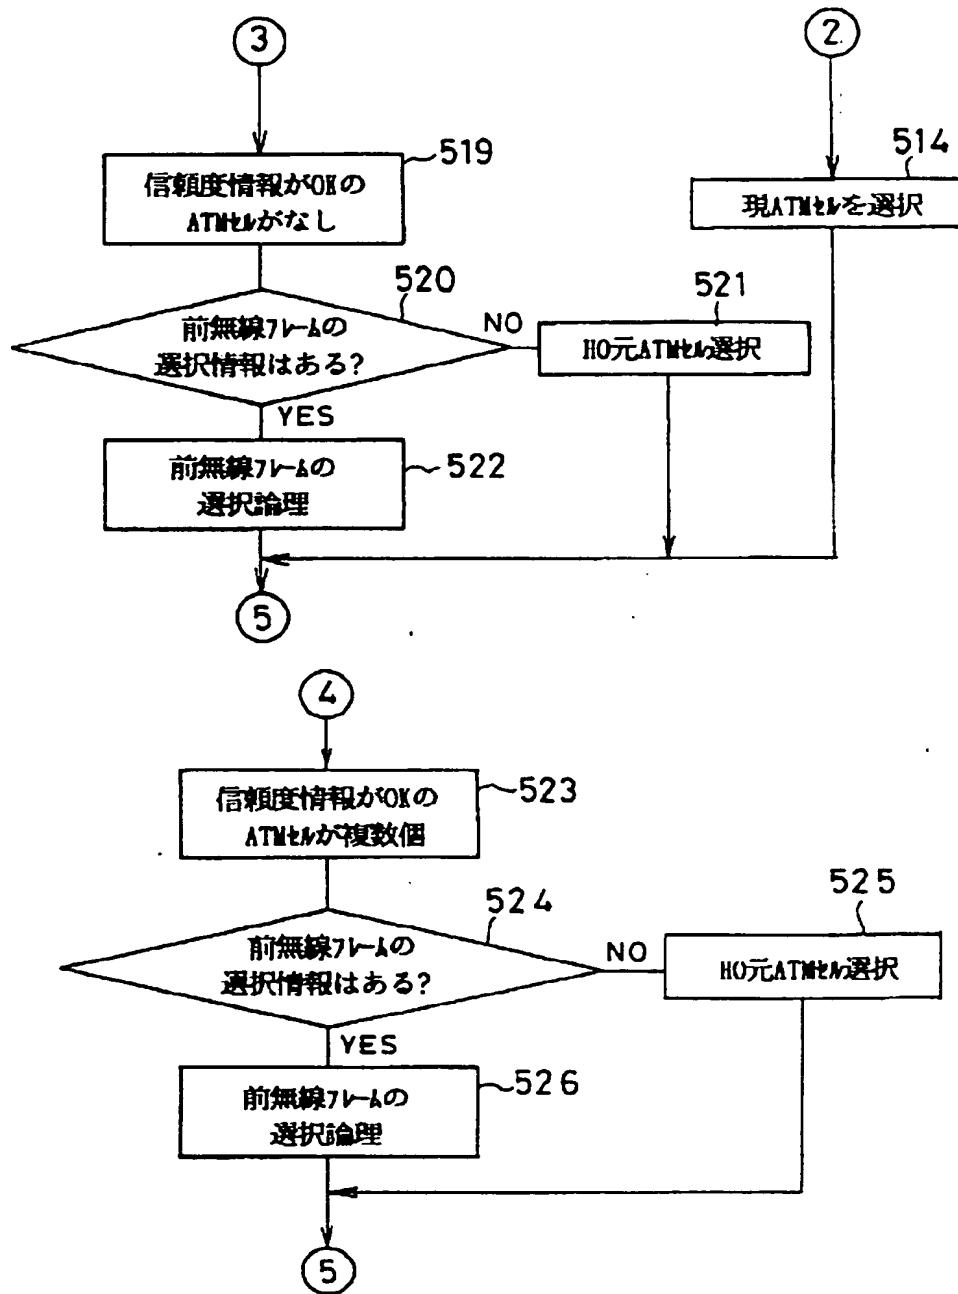 3
2
519
信頼度情報がOKの
ATMｾﾙがなし
514
現ATMｾﾙを選択
520
前無線ﾌﾚｰﾑの
選択情報はある?
NO
521
HO元ATMｾﾙ選択
YES
522
前無線ﾌﾚｰﾑの
選択論理
5
4
523
信頼度情報がOKの
ATMｾﾙが複数個
524
前無線ﾌﾚｰﾑの
選択情報はある?
NO
525
HO元ATMｾﾙ選択
YES
526
前無線ﾌﾚｰﾑの
選択論理
5